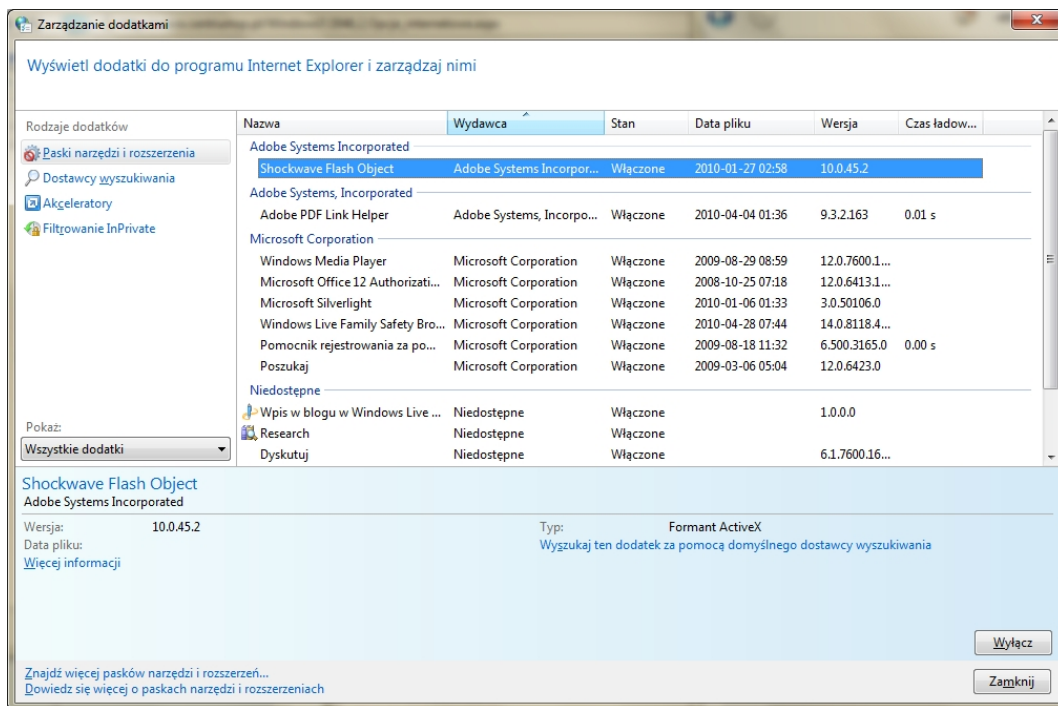 Zarządzanie dodatkami
Wyświetl dodatki do programu Internet Explorer i zarządzaj nimi
Rodzaje dodatków
Paski narzędzi i rozszerzenia
Dostawcy wyszukiwania
Akceleratory
Filtrowanie InPrivate
Pokaż:
Wszystkie dodatki
Nazwa Wydawca Stan Data pliku Wersja Czas ładow...
Adobe Systems Incorporated
Shockwave Flash Object Adobe Systems Incorpor... Włączone 2010-01-27 02:58 10.0.45.2
Adobe Systems, Incorporated
Adobe PDF Link Helper Adobe Systems, Incorpo... Włączone 2010-04-04 01:36 9.3.2.163 0.01 s
Microsoft Corporation
Windows Media Player Microsoft Corporation Włączone 2009-08-29 08:59 12.0.7600.1...
Microsoft Office 12 Authorizati... Microsoft Corporation Włączone 2008-10-25 07:18 12.0.6413.1...
Microsoft Silverlight Microsoft Corporation Włączone 2010-01-06 01:33 3.0.50106.0
Windows Live Family Safety Bro... Microsoft Corporation Włączone 2010-04-28 07:44 14.0.8118.4...
Pomocnik rejestrowania za po... Microsoft Corporation Włączone 2009-08-18 11:32 6.500.3165.0 0.00 s
Poszukaj Microsoft Corporation Włączone 2009-03-06 05:04 12.0.6423.0
Niedostępne
Wpis w blogu w Windows Live ... Niedostępne Włączone 1.0.0.0
Research Niedostępne Włączone
Dyskutuj Niedostępne Włączone 6.1.7600.16...
Shockwave Flash Object
Adobe Systems Incorporated
Wersja: 10.0.45.2 Typ: Formant ActiveX
Data pliku: Wyszukaj ten dodatek za pomocą domyślnego dostawcy wyszukiwania
Więcej informacji
Wyłącz
Znajdź więcej pasków narzędzi i rozszerzeń...
Dowiedz się więcej o paskach narzędzi i rozszerzeniach
Zamknij